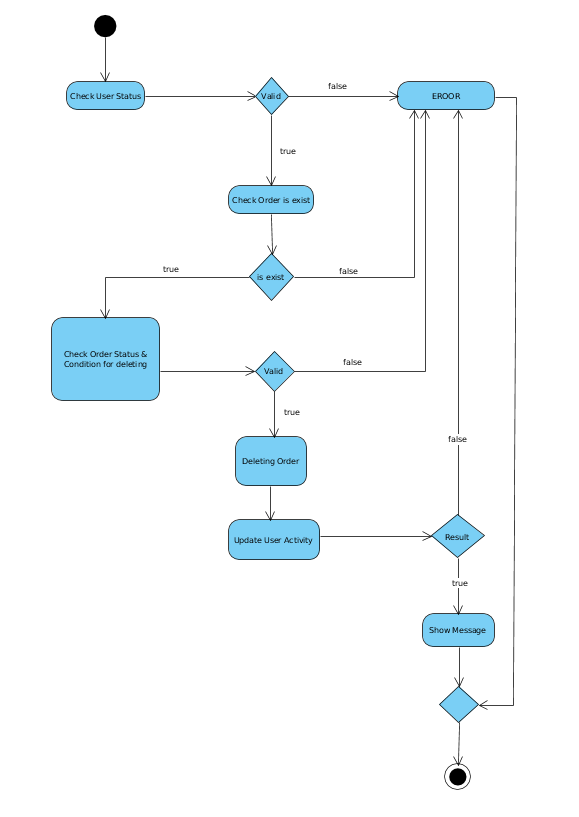 false
Check User Status
Valid
EROOR
true
Check Order is exist
true
is exist
false
Check Order Status &
Condition for deleting
Valid
false
true
false
Deleting Order
Update User Activity
Result
true
Show Message